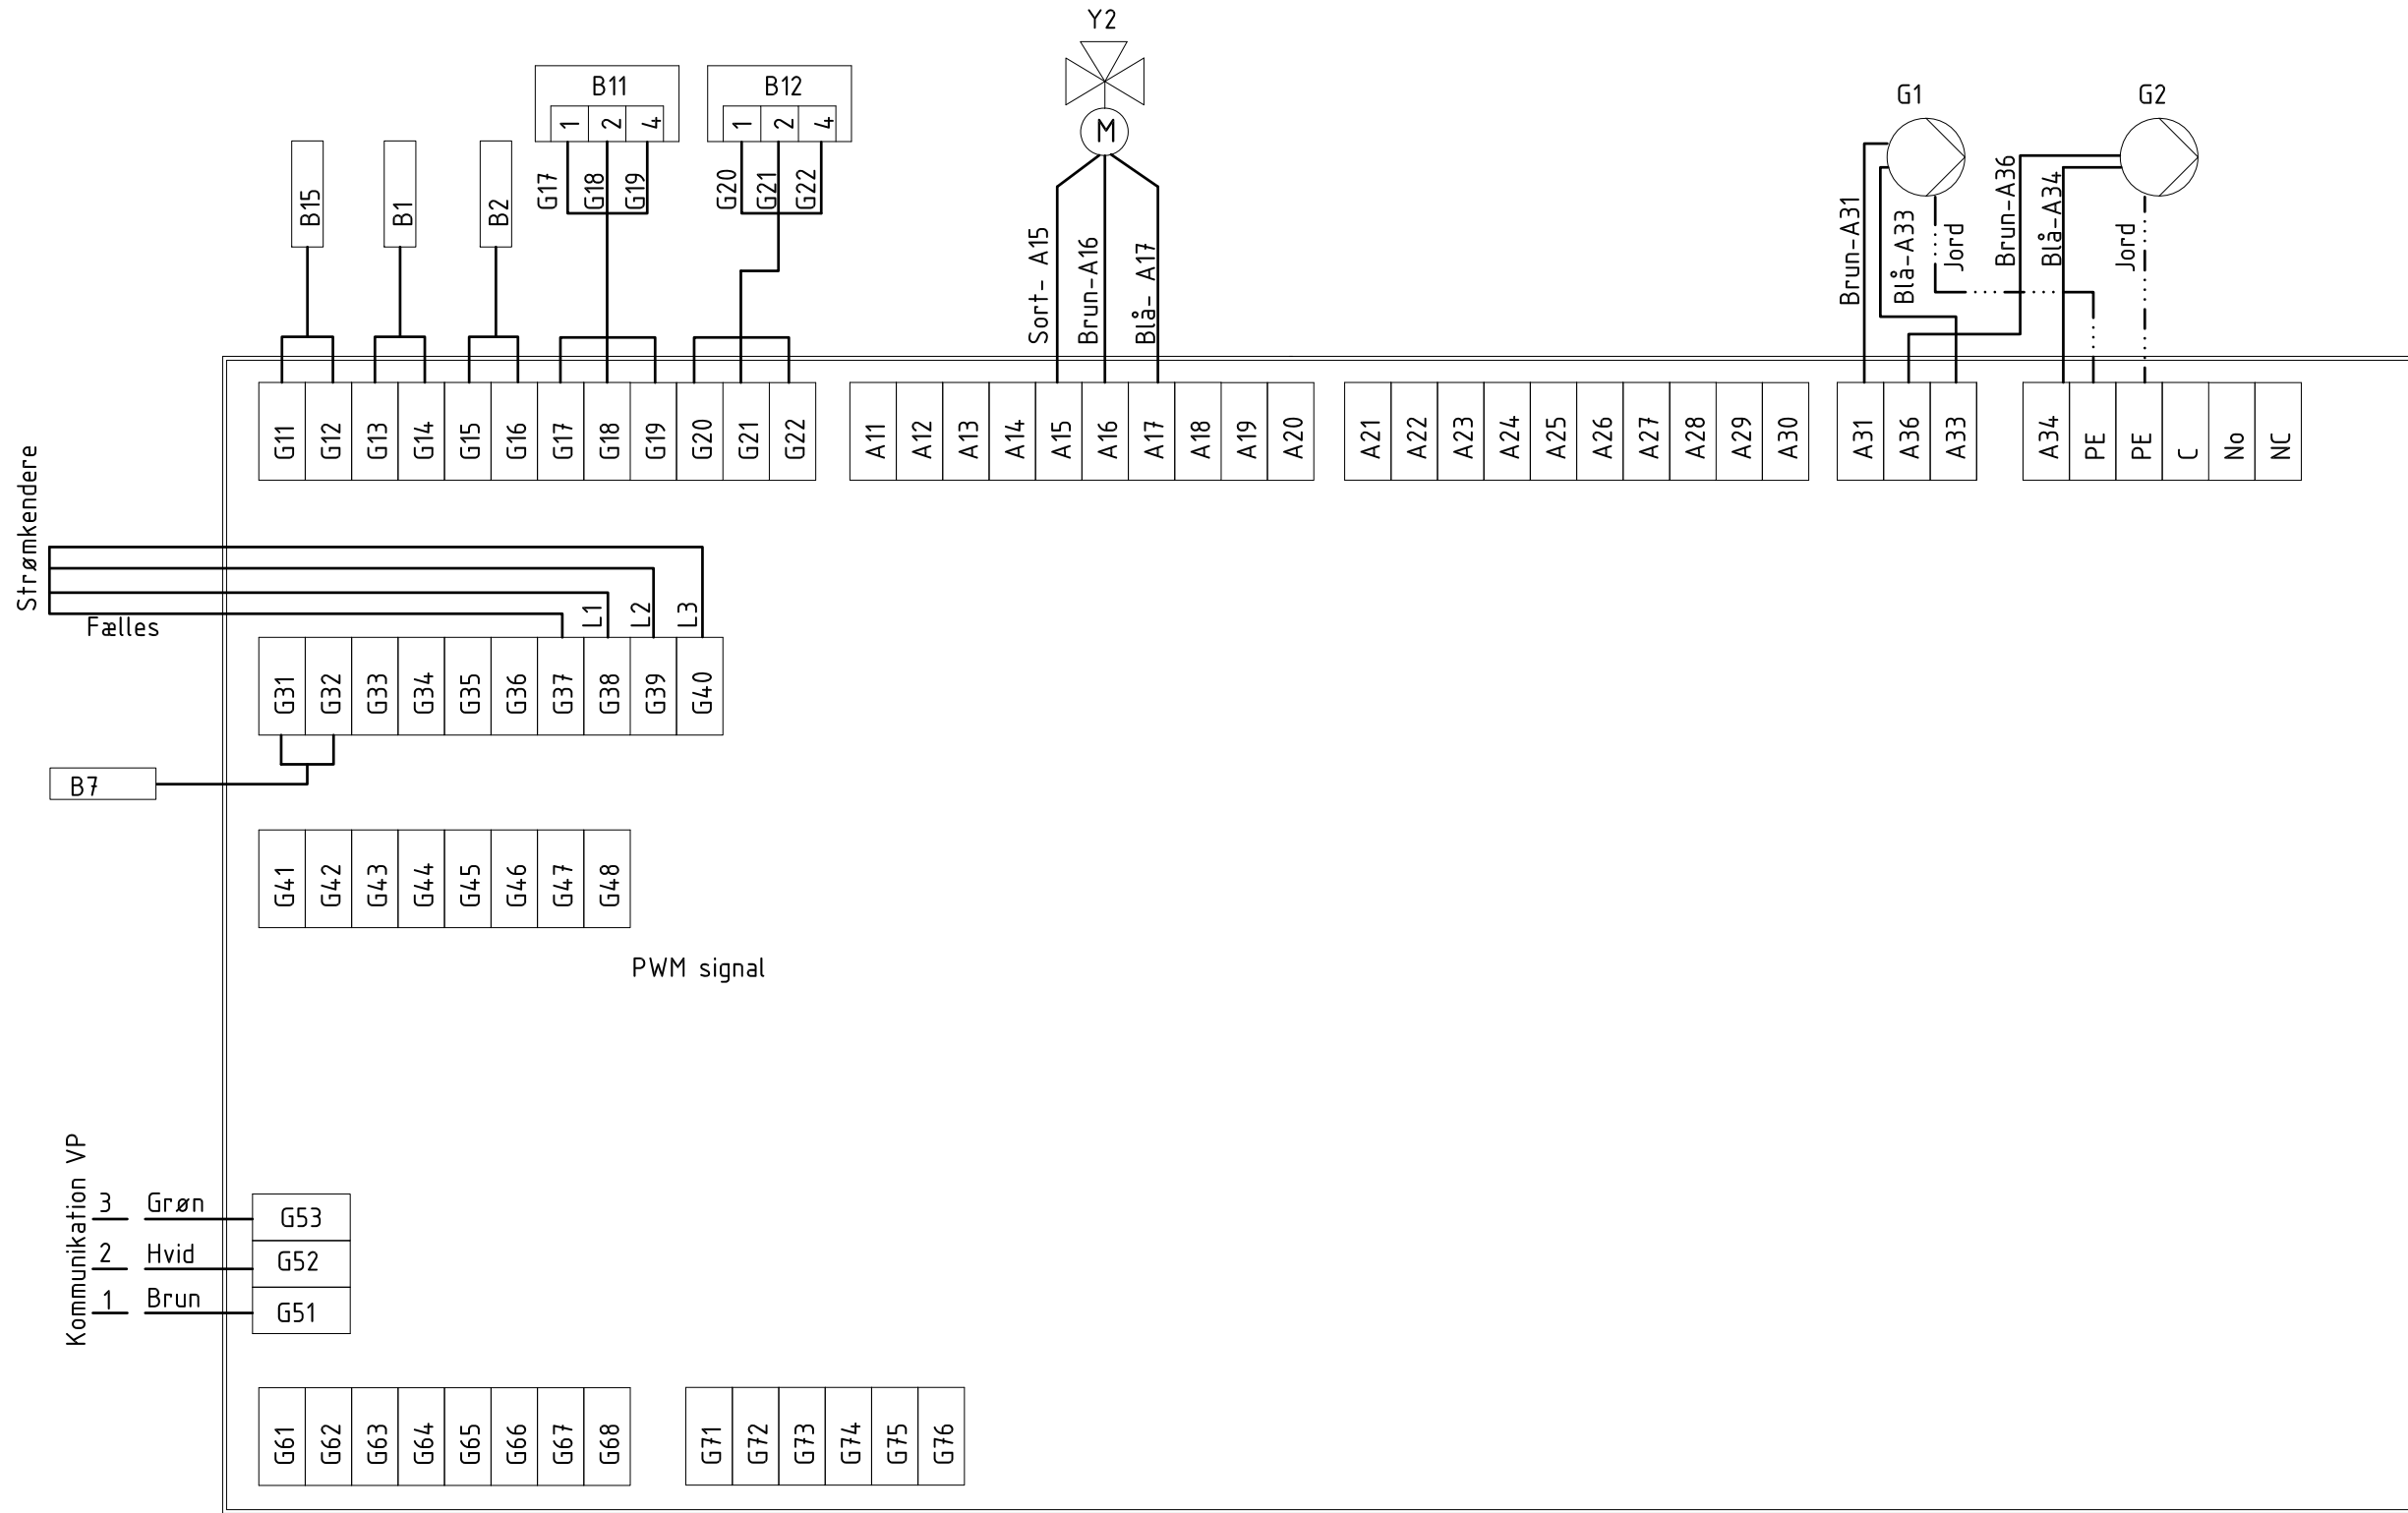 Y2
B11
B12
G1
G2
1 2 4
1 2 4
M
B15
B1
B2
G17
G18
G19
G20
G21
G22
Sort- A15
Brun-A16
Blå- A17
Brun-A31
Blå-A33
Jord
Brun-A36
Blå-A34
Jord
G11 G12 G13 G14 G15 G16 G17 G18 G19 G20 G21 G22
A11 A12 A13 A14 A15 A16 A17 A18 A19 A20
A21 A22 A23 A24 A25 A26 A27 A28 A29 A30
A31 A36 A33
A34 PE PE C No NC
Strømkendere
Fælles
L1
L2
L3
G31 G32 G33 G34 G35 G36 G37 G38 G39 G40
B7
G41 G42 G43 G44 G45 G46 G47 G48
PWM signal
Kommunikation VP
3 Grøn G53
2 Hvid G52
1 Brun G51
G61 G62 G63 G64 G65 G66 G67 G68
G71 G72 G73 G74 G75 G76